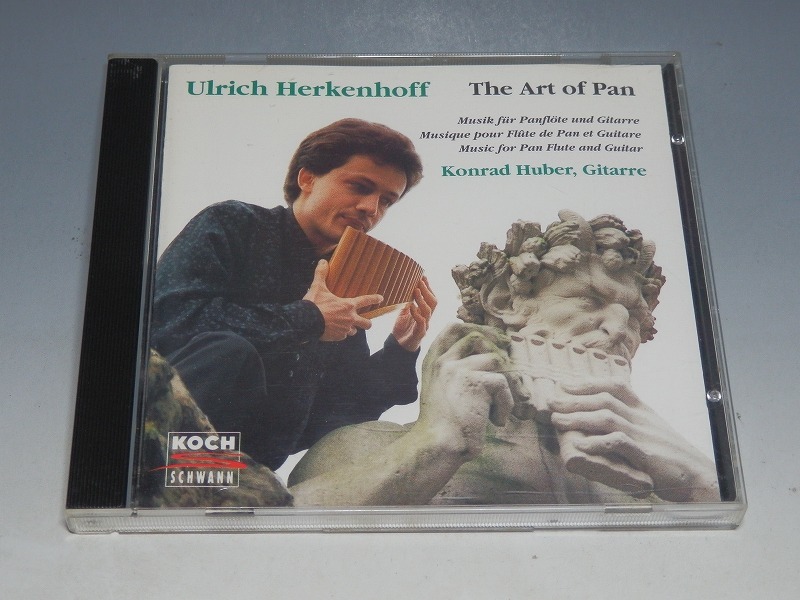 Ulrich Herkenhoff The Art of Pan
Musik für Panflöte und Gitarre
Musique pour Flûte de Pan et Guitare
Music for Pan Flute and Guitar
Konrad Huber, Gitarre
KOCH
SCHWANN